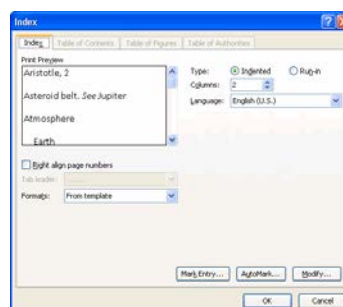 Index
Index Table of Contents Table of Figures Table of Authorities
Print Preview
Aristotle, 2
Asteroid belt. See Jupiter
Atmosphere
Earth
Type: Indented Run-in
Columns: 2
Language: English (U.S.)
Right align page numbers
Tab leader: .......
Formats: From template
Mark Entry... AutoMark... Modify...
OK Cancel